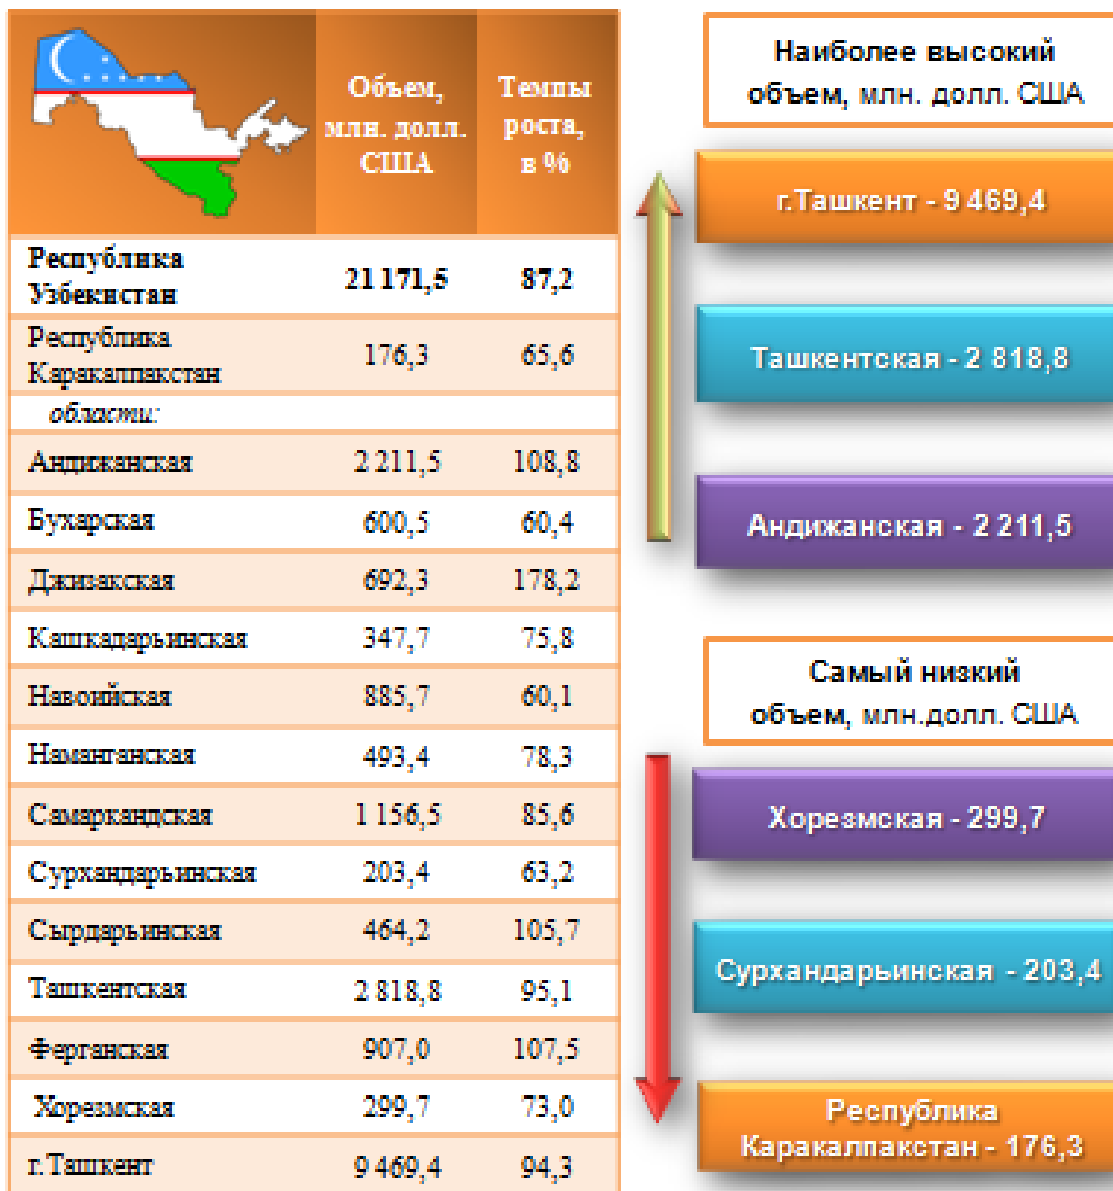 Объем,
млн. долл.
США
Темпы
роста,
в %
Республика
Узбекистан
21 171,5
87,2
Республика
Каракалпакстан
176,3
65,6
области:
Андижанская 2 211,5 108,8
Бухарская 600,5 60,4
Джизакская 692,3 178,2
Кашкадарьинская 347,7 75,8
Навоийская 885,7 60,1
Наманганская 493,4 78,3
Самаркандская 1 156,5 85,6
Сурхандарьинская 203,4 63,2
Сырдарьинская 464,2 105,7
Ташкентская 2 818,8 95,1
Ферганская 907,0 107,5
Хорезмская 299,7 73,0
г.Ташкент 9 469,4 94,3
Наиболее высокий
объем, млн. долл. США
г.Ташкент - 9 469,4
Ташкентская - 2 818,8
Андижанская - 2 211,5
Самый низкий
объем, млн.долл. США
Хорезмская - 299,7
Сурхандарьинская - 203,4
Республика
Каракалпакстан - 176,3